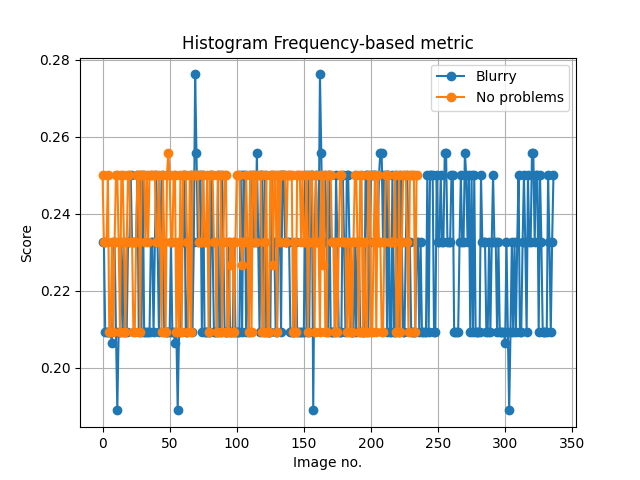 Histogram Frequency-based metric
0.28
0.26
0.24
0.22
0.20
Score
Blurry
No problems
0 50 100 150 200 250 300 350
Image no.